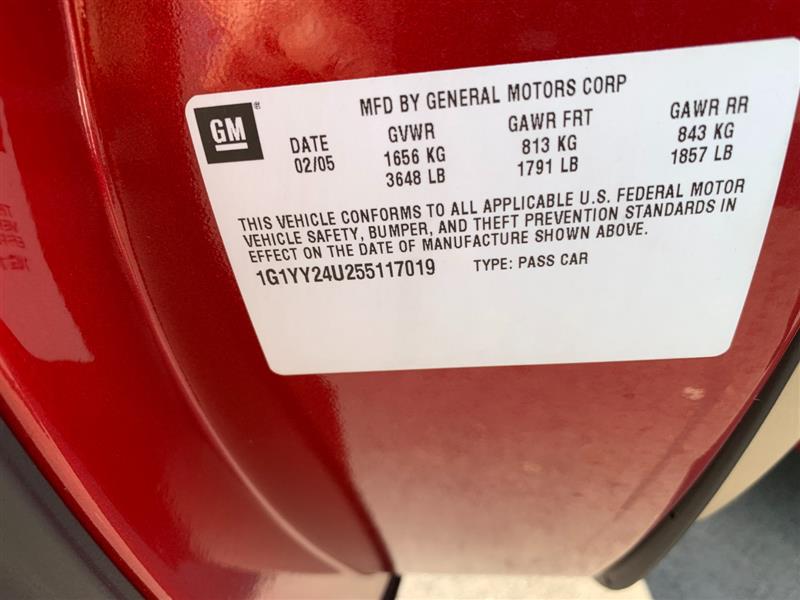 GM®
MFD BY GENERAL MOTORS CORP
DATE GVWR GAWR FRT GAWR RR
02/05 1656 KG 813 KG 843 KG
3648 LB 1791 LB 1857 LB
THIS VEHICLE CONFORMS TO ALL APPLICABLE U.S. FEDERAL MOTOR
VEHICLE SAFETY, BUMPER, AND THEFT PREVENTION STANDARDS IN
EFFECT ON THE DATE OF MANUFACTURE SHOWN ABOVE.
1G1YY24U255117019 TYPE: PASS CAR